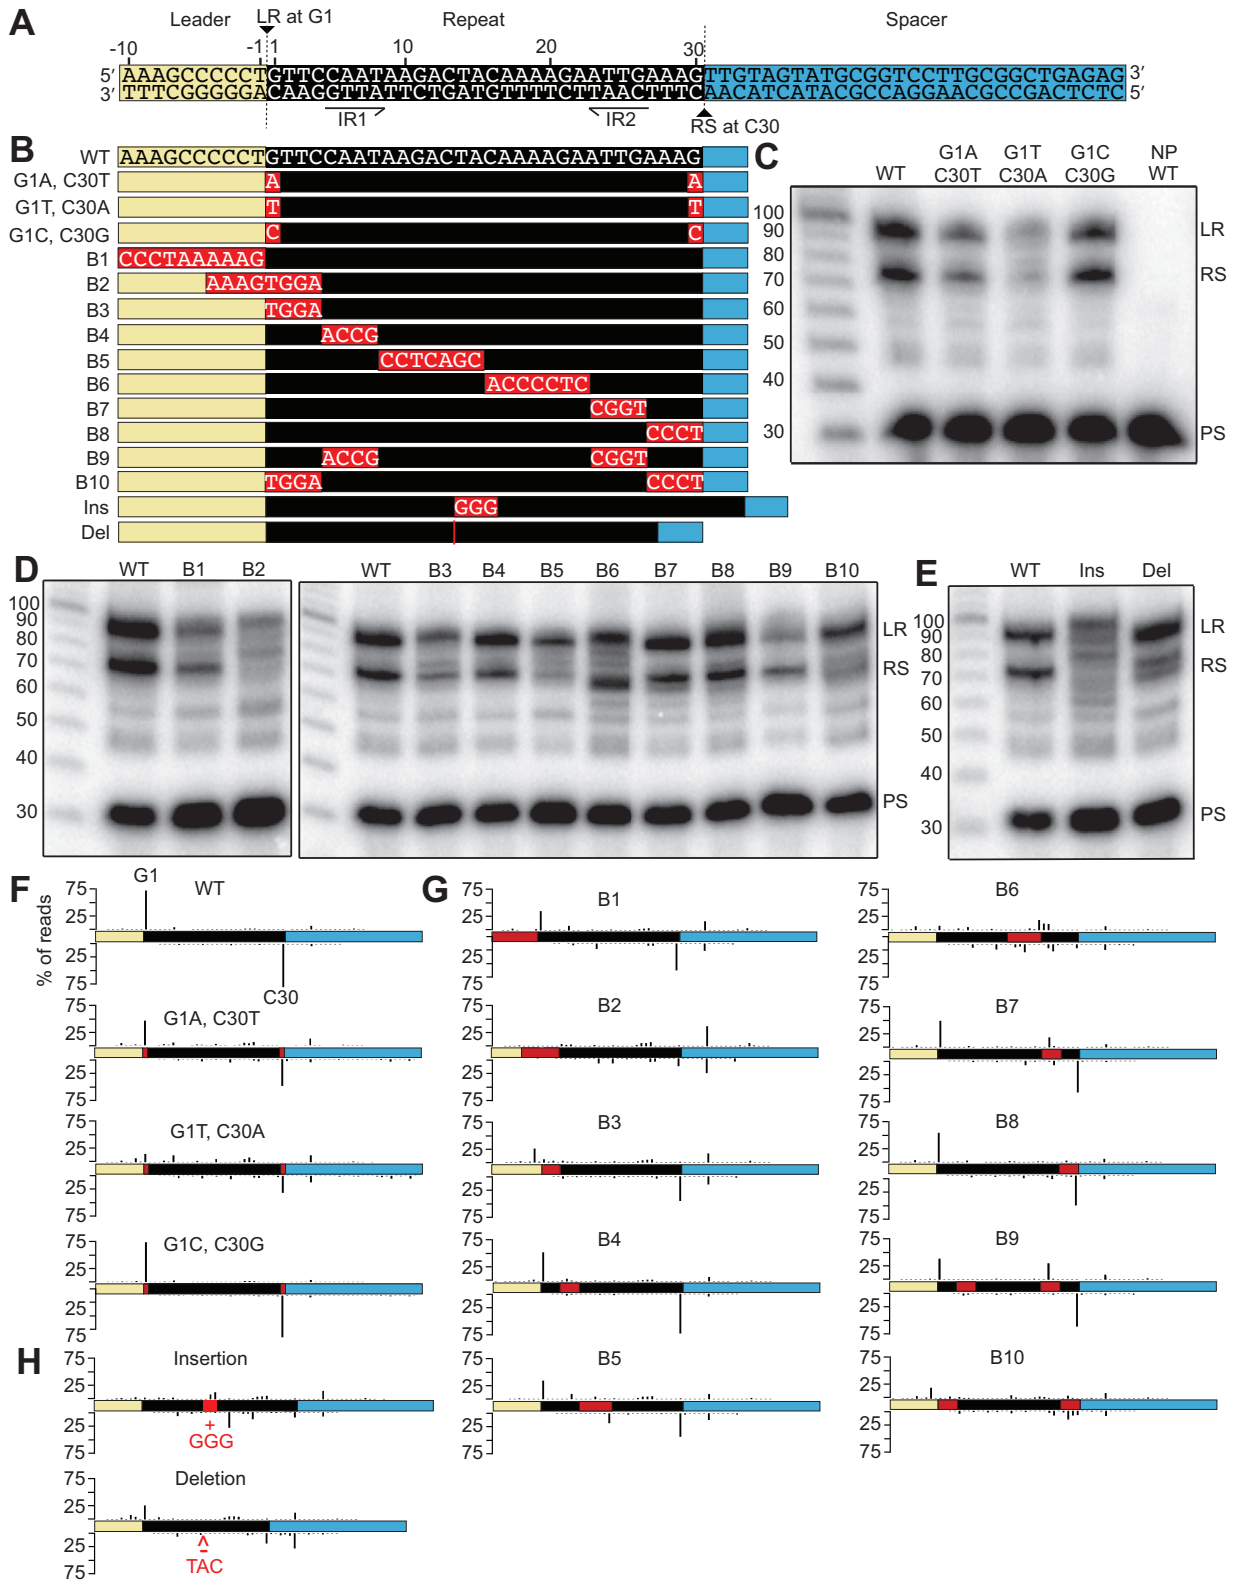 A
Leader
LR at G1
Repeat
Spacer
-10 -1 1 10 20 30
5′ AAAGCCCCCTGTTCCAATAAGACTACAAAAGAATTGAAAGTTGTAGTATGCGGTCCTTGCGGCTGAGAG 3′
3′ TTTCGGGGGACAAGGTTATTCTGATGTTTTCTTAACTTTCAACATCATACGCCAGGAACGCCGACTCTC 5′
IR1 IR2 RS at C30
B
WT AAAGCCCCCTGTTCCAATAAGACTACAAAAGAATTGAAAG
G1A, C30T A A
G1T, C30A T T
G1C, C30G C C
B1 CCCTAAAAAG
B2 AAAGTGGA
B3 TGGA
B4 ACCG
B5 CCTCAGC
B6 ACCCCTC
B7 CGGT
B8 CCCT
B9 ACCG CGGT
B10 TGGA CCCT
Ins GGG
Del
C
WT G1A C30T G1T C30A G1C C30G NP WT
100
90
80
70
60
50
40
30
LR
RS
PS
D
WT B1 B2
100
90
80
70
60
50
40
30
WT B3 B4 B5 B6 B7 B8 B9 B10
LR
RS
PS
E
WT Ins Del
100
90
80
70
60
50
40
30
LR
RS
PS
F
% of reads
G1
WT
75
25
25
75
C30
G1A, C30T
75
25
25
75
G1T, C30A
75
25
25
75
G1C, C30G
75
25
25
75
G
B1
75
25
25
75
B2
75
25
25
75
B3
75
25
25
75
B4
75
25
25
75
B5
75
25
25
75
B6
75
25
25
75
B7
75
25
25
75
B8
75
25
25
75
B9
75
25
25
75
B10
75
25
25
75
H
Insertion
75
25
25
75
+
GGG
Deletion
75
25
25
75
^
TAC